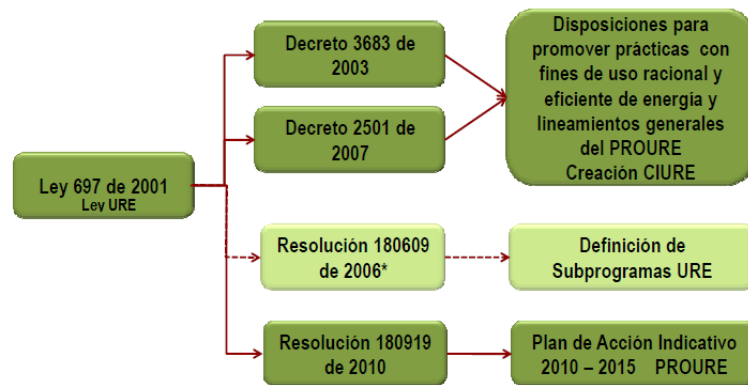 Ley 697 de 2001
Ley URE
Decreto 3683 de
2003
Decreto 2501 de
2007
Disposiciones para
promover prácticas con
fines de uso racional y
eficiente de energía y
lineamientos generales
del PROURE
Creación CIURE
Resolución 180609
de 2006*
Definición de
Subprogramas URE
Resolución 180919
de 2010
Plan de Acción Indicativo
2010 – 2015 PROURE